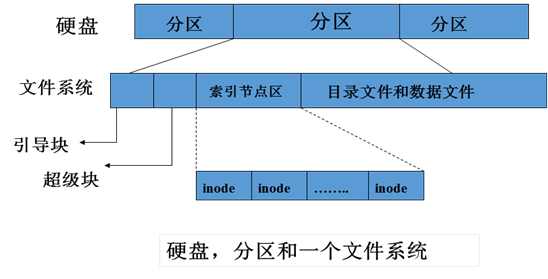 硬盘
分区
分区
分区
文件系统
索引节点区
目录文件和数据文件
引导块
超级块
inode
inode
……..
inode
硬盘，分区和一个文件系统